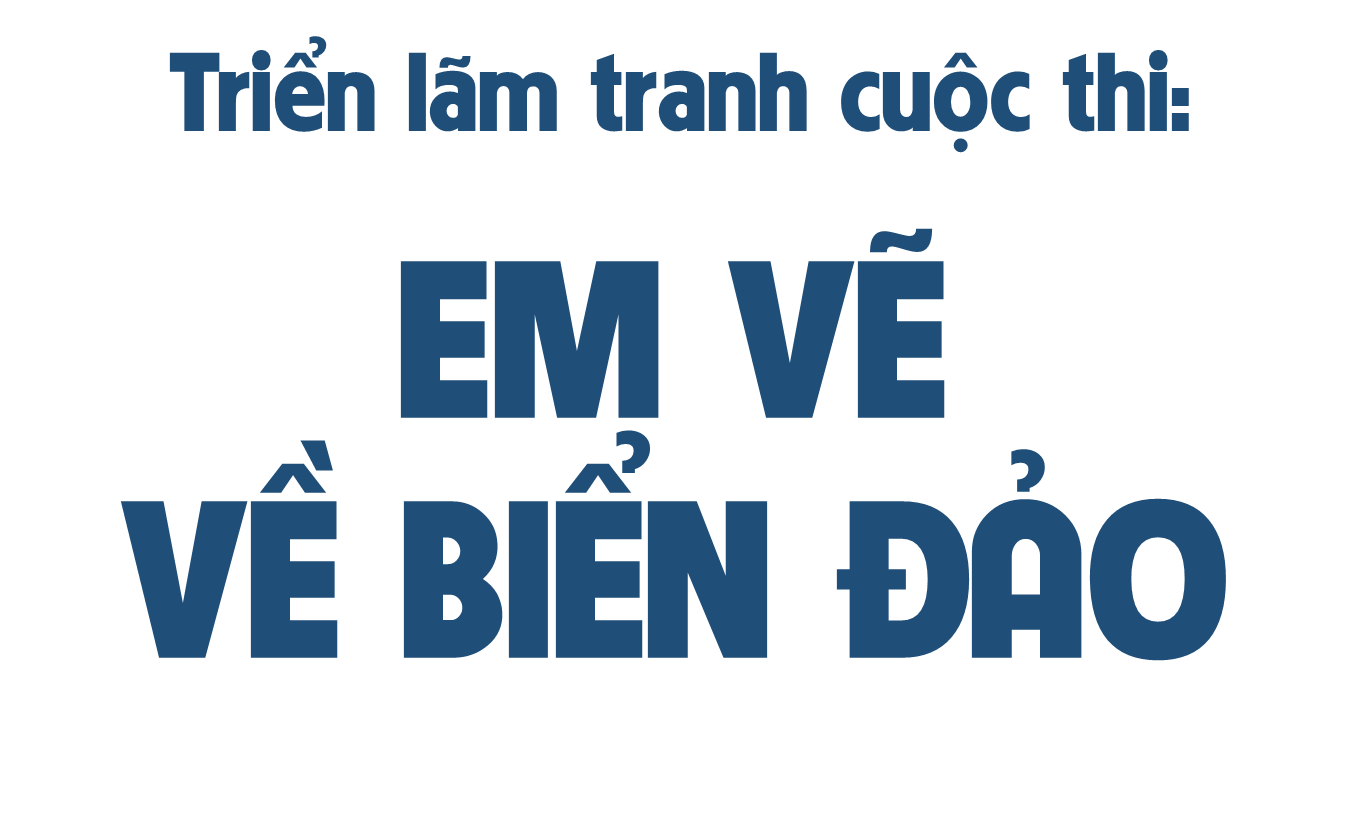 Triển lãm tranh cuộc thi:
EM VẼ
VỀ BIỂN ĐẢO